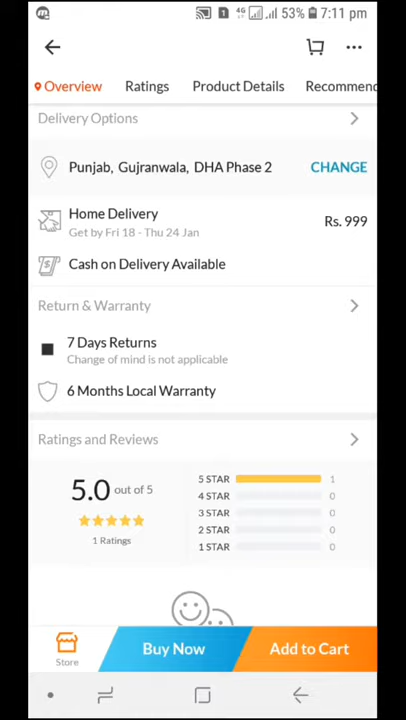 1 4G 53% 7:11 pm
Overview Ratings Product Details Recommend
Delivery Options
Punjab, Gujranwala, DHA Phase 2 CHANGE
Home Delivery Rs. 999
Get by Fri 18 - Thu 24 Jan
Cash on Delivery Available
Return & Warranty
7 Days Returns
Change of mind is not applicable
6 Months Local Warranty
Ratings and Reviews
5.0 out of 5
1 Ratings
5 STAR 1
4 STAR 0
3 STAR 0
2 STAR 0
1 STAR 0
Store Buy Now Add to Cart